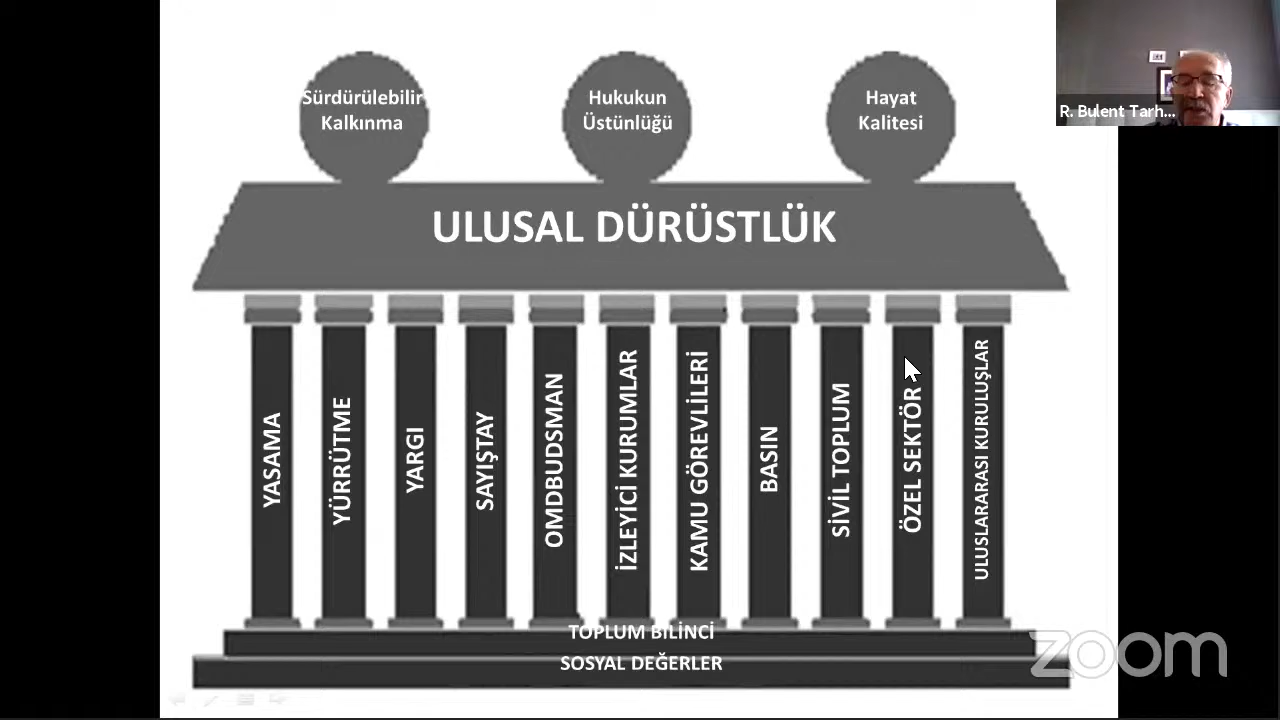 Sürdürülebilir
Kalkınma
Hukukun
Üstünlüğü
Hayat
Kalitesi
R. Bulent Tarh...
ULUSAL DÜRÜSTLÜK
YASAMA
YÜRRÜTME
YARGI
SAYIŞTAY
OMDBUDSMAN
İZLEYİCİ KURUMLAR
KAMU GÖREVLİLERİ
BASIN
SİVİL TOPLUM
ÖZEL SEKTÖR
ULUSLARARASI KURULUŞLAR
TOPLUM BİLİNCİ
SOSYAL DEĞERLER
zoom